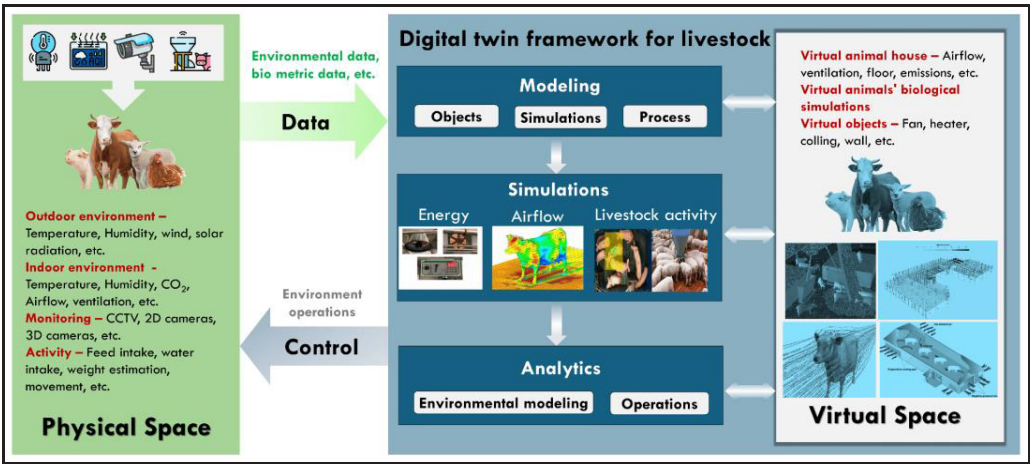 Outdoor environment –
Temperature, Humidity, wind, solar
radiation, etc.
Indoor environment -
Temperature, Humidity, CO₂,
Airflow, ventilation, etc.
Monitoring – CCTV, 2D cameras,
3D cameras, etc.
Activity – Feed intake, water
intake, weight estimation,
movement, etc.
Physical Space
Environmental data,
bio metric data, etc.
Data
Environment
operations
Control
Digital twin framework for livestock
Modeling
Objects
Simulations
Process
Simulations
Energy
Airflow
Livestock activity
Analytics
Environmental modeling
Operations
Virtual animal house – Airflow,
ventilation, floor, emissions, etc.
Virtual animals' biological
simulations
Virtual objects – Fan, heater,
colling, wall, etc.
Virtual Space